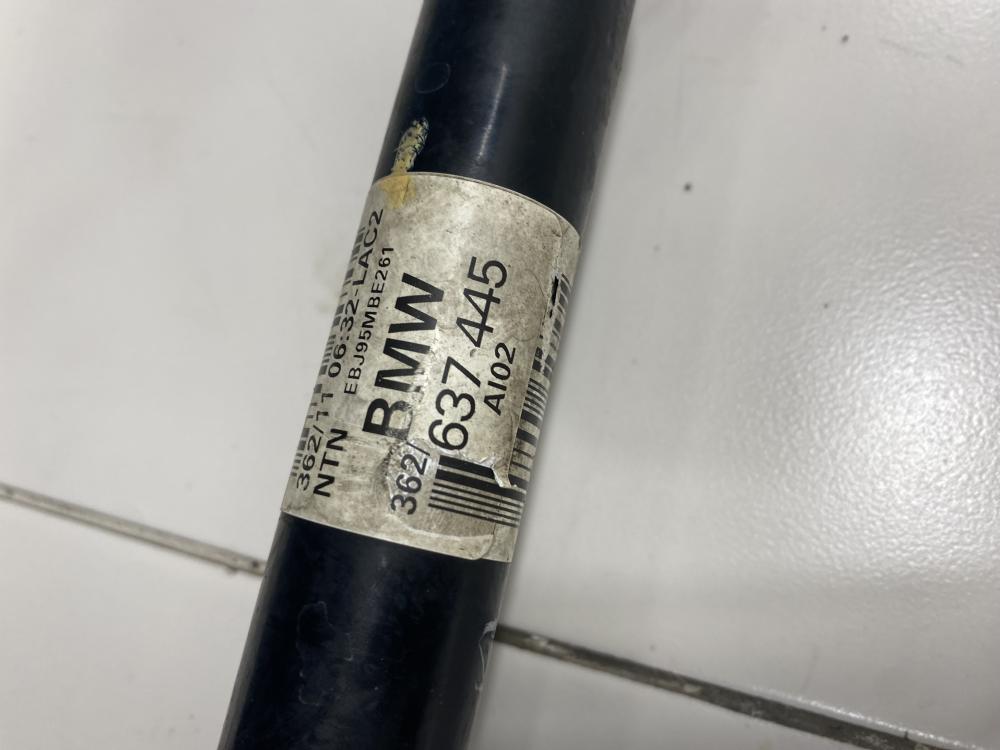 362/11 06:32-LAC2
NTN EBJ95MBE261
BMW
362/
637.445
AI02